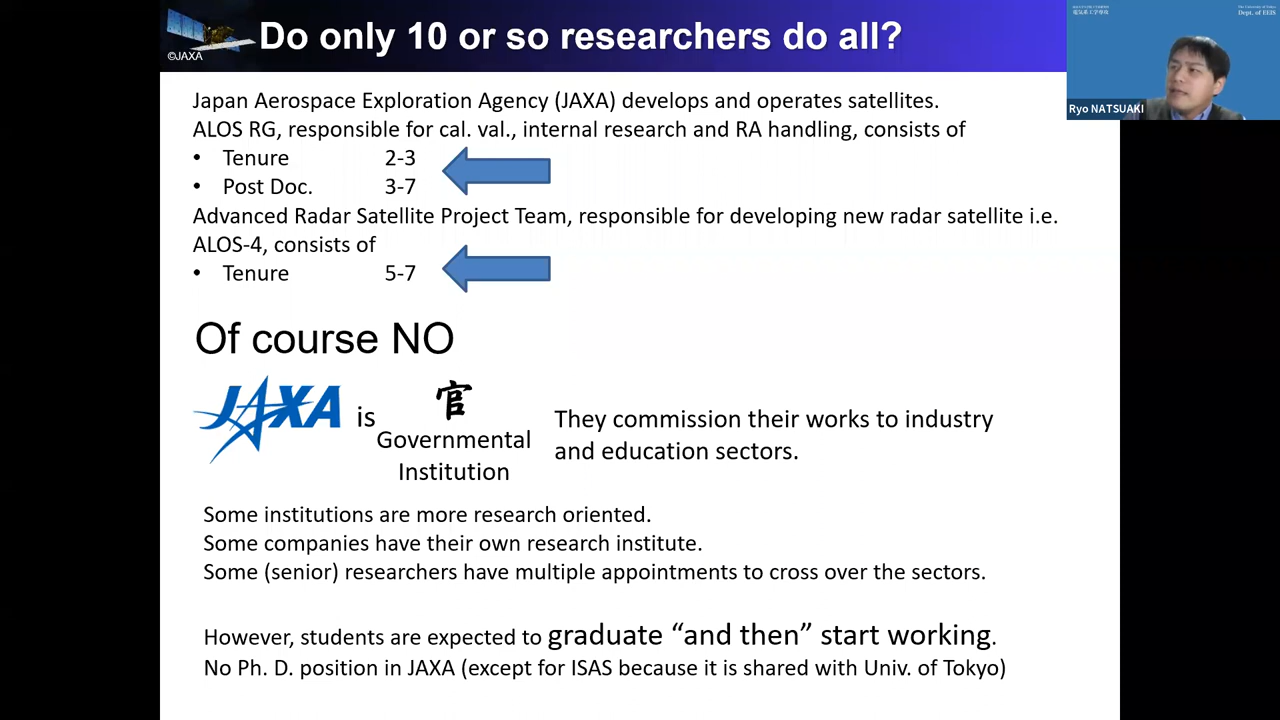 Do only 10 or so researchers do all?
©JAXA
Dept. of EEIS
Ryo NATSUAKI
Japan Aerospace Exploration Agency (JAXA) develops and operates satellites.
ALOS RG, responsible for cal. val., internal research and RA handling, consists of
• Tenure 2-3
• Post Doc. 3-7
Advanced Radar Satellite Project Team, responsible for developing new radar satellite i.e.
ALOS-4, consists of
• Tenure 5-7
Of course NO
JAXA is
官
Governmental
Institution
They commission their works to industry
and education sectors.
Some institutions are more research oriented.
Some companies have their own research institute.
Some (senior) researchers have multiple appointments to cross over the sectors.
However, students are expected to graduate “and then” start working.
No Ph. D. position in JAXA (except for ISAS because it is shared with Univ. of Tokyo)